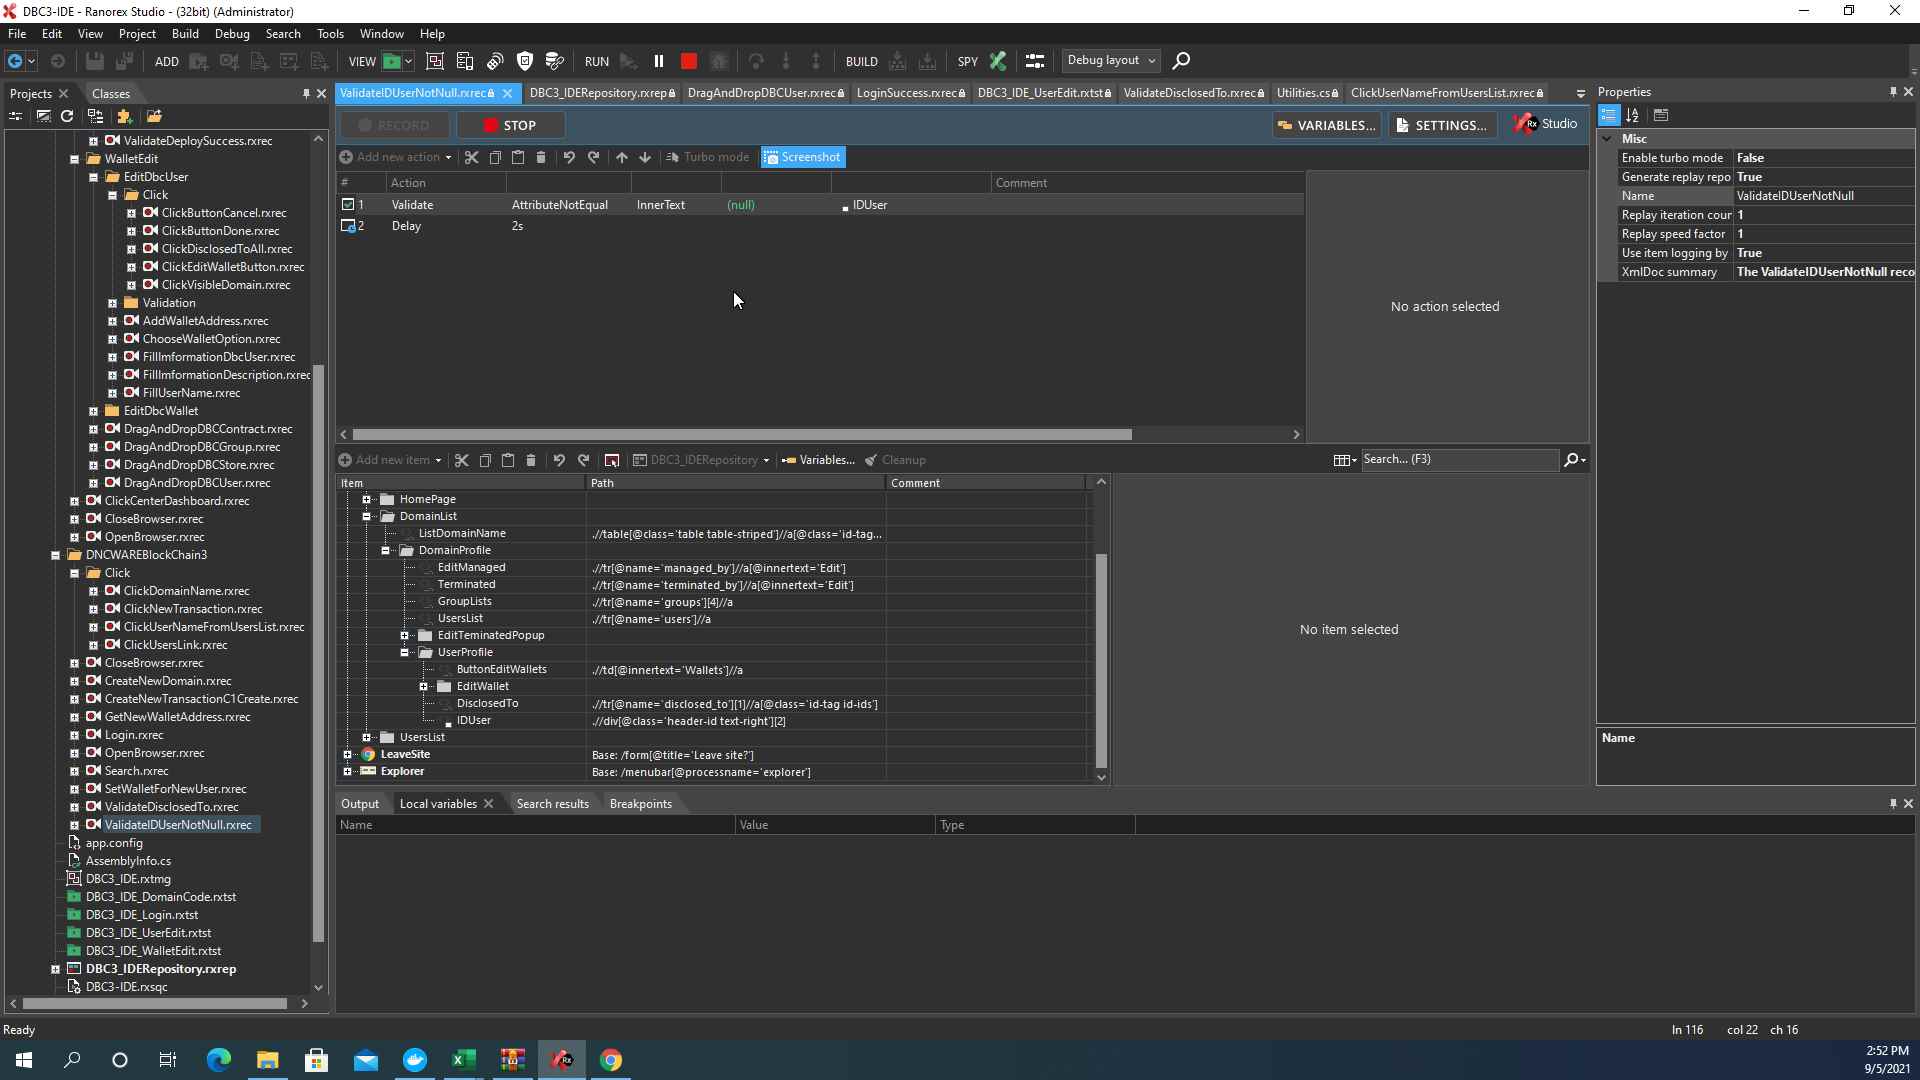 DBC3-IDE - Ranorex Studio - (32bit) (Administrator)
File Edit View Project Build Debug Search Tools Window Help
ADD VIEW RUN BUILD SPY Debug layout
Projects Classes
ValidateIDUserNotNull.rxrec DBC3_IDERepository.rxrep DragAndDropDBCUser.rxrec LoginSuccess.rxrec DBC3_IDE_UserEdit.rxtst ValidateDisclosedTo.rxrec Utilities.cs ClickUserNameFromUsersList.rxrec
RECORD STOP VARIABLES... SETTINGS... Rx Studio
Add new action Turbo mode Screenshot
# Action Comment
1 Validate AttributeNotEqual InnerText (null) IDUser
2 Delay 2s
No action selected
ValidateDeploySuccess.rxrec
WalletEdit
EditDbcUser
Click
ClickButtonCancel.rxrec
ClickButtonDone.rxrec
ClickDisclosedToAll.rxrec
ClickEditWalletButton.rxrec
ClickVisibleDomain.rxrec
Validation
AddWalletAddress.rxrec
ChooseWalletOption.rxrec
FillImformationDbcUser.rxrec
FillImformationDescription.rxrec
FillUserName.rxrec
EditDbcWallet
DragAndDropDBCContract.rxrec
DragAndDropDBCGroup.rxrec
DragAndDropDBCStore.rxrec
DragAndDropDBCUser.rxrec
ClickCenterDashboard.rxrec
CloseBrowser.rxrec
OpenBrowser.rxrec
DNCWAREBlockChain3
Click
ClickDomainName.rxrec
ClickNewTransaction.rxrec
ClickUserNameFromUsersList.rxrec
ClickUsersLink.rxrec
CloseBrowser.rxrec
CreateNewDomain.rxrec
CreateNewTransactionC1Create.rxrec
GetNewWalletAddress.rxrec
Login.rxrec
OpenBrowser.rxrec
Search.rxrec
SetWalletForNewUser.rxrec
ValidateDisclosedTo.rxrec
ValidateIDUserNotNull.rxrec
app.config
AssemblyInfo.cs
DBC3_IDE.rxtmg
DBC3_IDE_DomainCode.rxtst
DBC3_IDE_Login.rxtst
DBC3_IDE_UserEdit.rxtst
DBC3_IDE_WalletEdit.rxtst
DBC3_IDERepository.rxrep
DBC3-IDE.rxsqc
Add new item DBC3_IDERepository Variables... Cleanup Search... (F3)
Item Path Comment
HomePage
DomainList
ListDomainName .//table[@class='table table-striped']//a[@class='id-tag...
DomainProfile
EditManaged .//tr[@name='managed_by']//a[@innertext='Edit']
Terminated .//tr[@name='terminated_by']//a[@innertext='Edit']
GroupLists .//tr[@name='groups'][4]//a
UsersList .//tr[@name='users']//a
EditTeminatedPopup
UserProfile
ButtonEditWallets .//td[@innertext='Wallets']//a
EditWallet
DisclosedTo .//tr[@name='disclosed_to'][1]//a[@class='id-tag id-ids']
IDUser .//div[@class='header-id text-right'][2]
UsersList
LeaveSite Base: /form[@title='Leave site?']
Explorer Base: /menubar[@processname='explorer']
No item selected
Properties
Misc
Enable turbo mode False
Generate replay repo True
Name ValidateIDUserNotNull
Replay iteration cour 1
Replay speed factor 1
Use item logging by True
XmlDoc summary The ValidateIDUserNotNull reco
Name
Output Local variables Search results Breakpoints
Name Value Type
Ready ln 116 col 22 ch 16
2:52 PM
9/5/2021